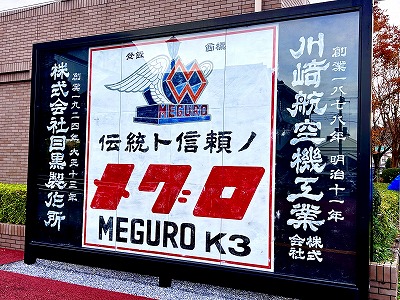 登録 商標
MEGURO
伝統ト信頼ノ
メグロ
MEGURO K3
創業一八七八年 明治十一年
川崎航空機工業株式会社
創業一九二四年 大正十三年
株式会社目黒製作所